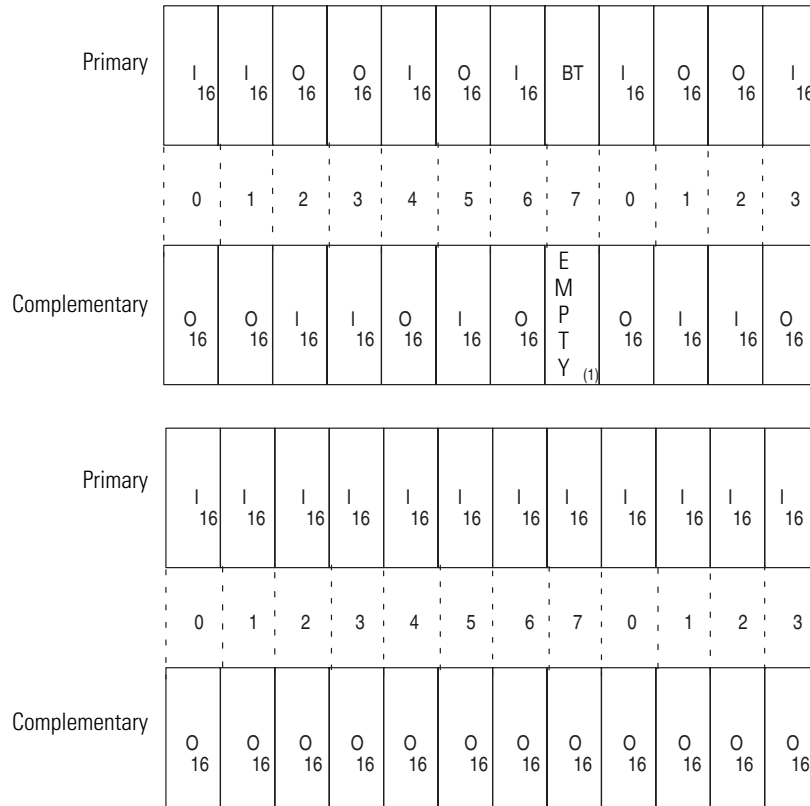 Primary
I 16 I 16 O 16 O 16 I 16 O 16 I 16 BT I 16 O 16 O 16 I 16
0 1 2 3 4 5 6 7 0 1 2 3
Complementary
O 16 O 16 I 16 I 16 O 16 I 16 O 16 EMPTY (1) O 16 I 16 I 16 O 16
Primary
I 16 I 16 I 16 I 16 I 16 I 16 I 16 I 16 I 16 I 16 I 16 I 16
0 1 2 3 4 5 6 7 0 1 2 3
Complementary
O 16 O 16 O 16 O 16 O 16 O 16 O 16 O 16 O 16 O 16 O 16 O 16